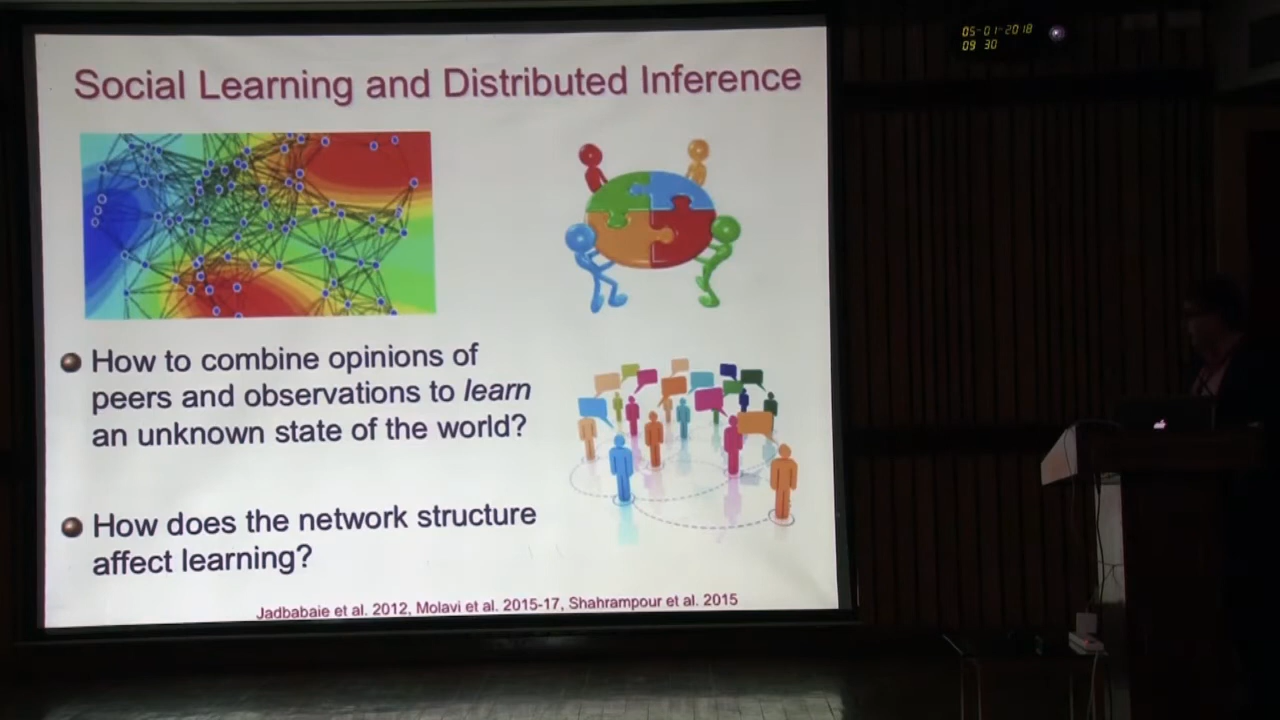 Social Learning and Distributed Inference
How to combine opinions of
peers and observations to learn
an unknown state of the world?
How does the network structure
affect learning?
Jadbabaie et al. 2012, Molavi et al. 2015-17, Shahrampour et al. 2015
05-01-2018
09 30